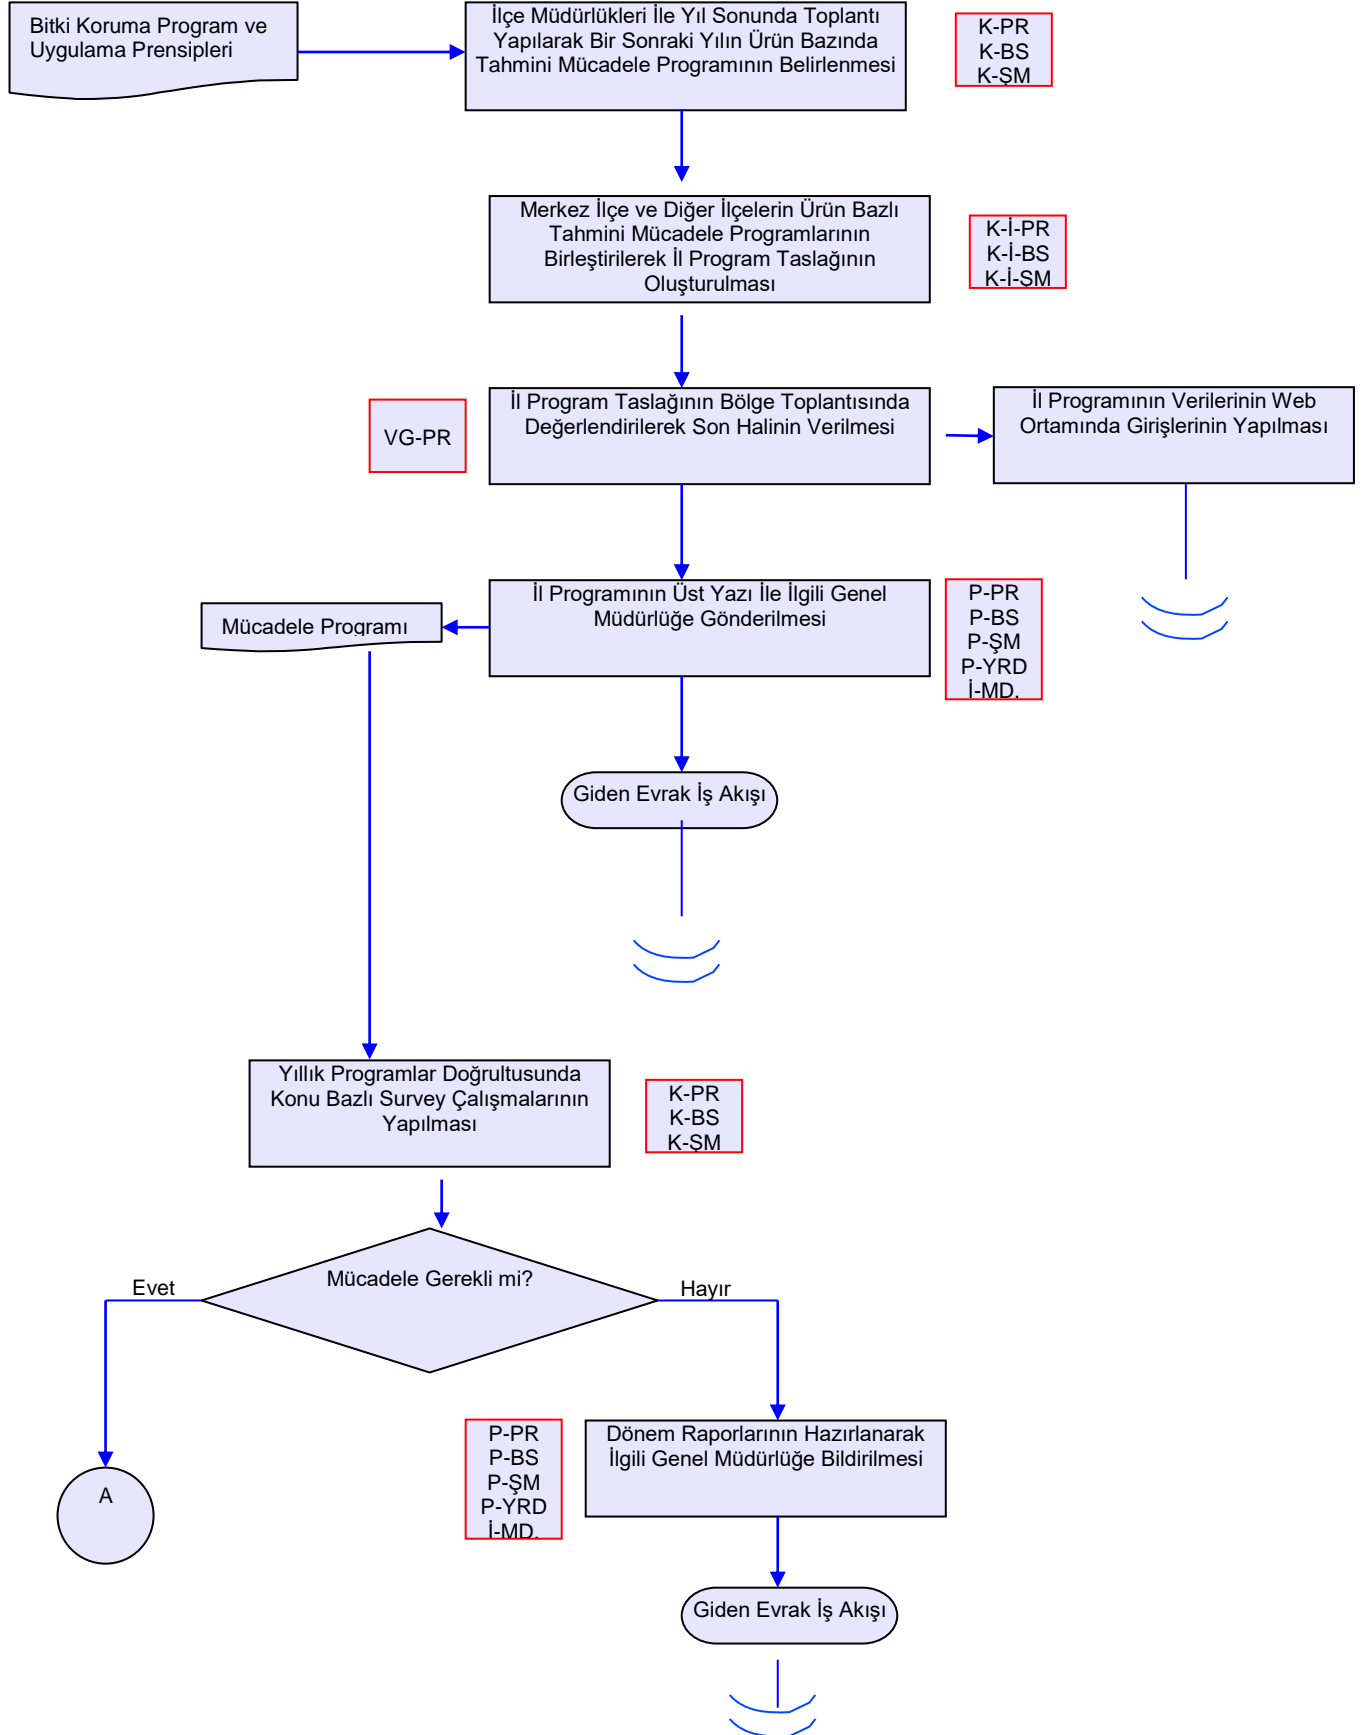 Bitki Koruma Program ve
Uygulama Prensipleri
İlçe Müdürlükleri İle Yıl Sonunda Toplantı
Yapılarak Bir Sonraki Yılın Ürün Bazında
Tahmini Mücadele Programının Belirlenmesi
K-PR
K-BS
K-ŞM
Merkez İlçe ve Diğer İlçelerin Ürün Bazlı
Tahmini Mücadele Programlarının
Birleştirilerek İl Program Taslağının
Oluşturulması
K-İ-PR
K-İ-BS
K-İ-ŞM
VG-PR
İl Program Taslağının Bölge Toplantısında
Değerlendirilerek Son Halinin Verilmesi
İl Programının Verilerinin Web
Ortamında Girişlerinin Yapılması
Mücadele Programı
İl Programının Üst Yazı İle İlgili Genel
Müdürlüğe Gönderilmesi
P-PR
P-BS
P-ŞM
P-YRD
İ-MD.
Giden Evrak İş Akışı
Yıllık Programlar Doğrultusunda
Konu Bazlı Survey Çalışmalarının
Yapılması
K-PR
K-BS
K-ŞM
Mücadele Gerekli mi?
Evet
Hayır
A
P-PR
P-BS
P-ŞM
P-YRD
İ-MD.
Dönem Raporlarının Hazırlanarak
İlgili Genel Müdürlüğe Bildirilmesi
Giden Evrak İş Akışı